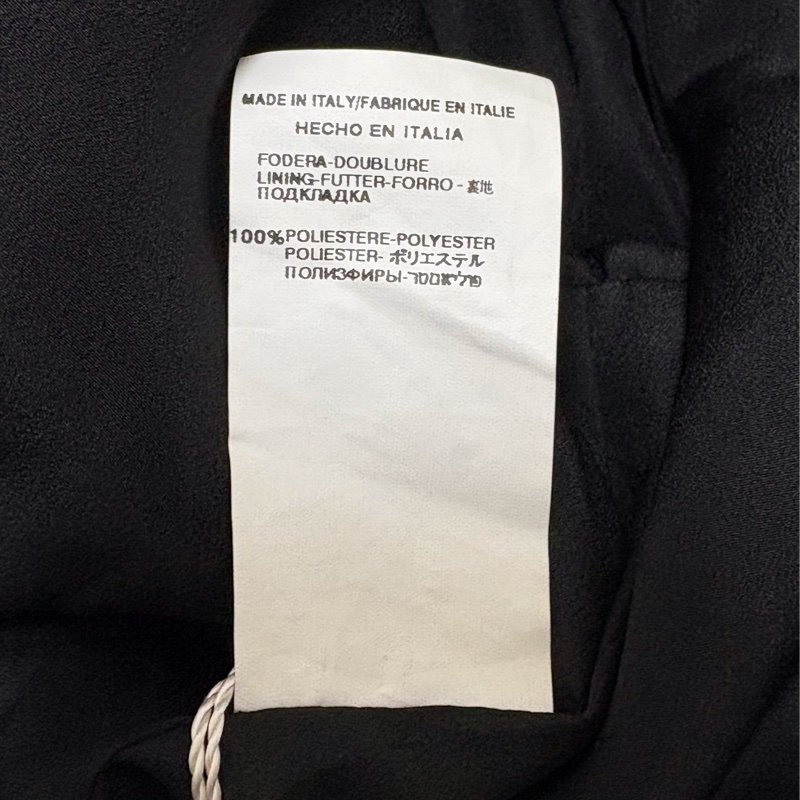 MADE IN ITALY/FABRIQUE EN ITALIE
HECHO EN ITALIA
FODERA-DOUBLURE
LINING-FUTTER-FORRO - 裏地
ПОДКЛАДКА
100% POLIESTERE-POLYESTER
POLIESTER- ポリエステル
ПОЛИЗФИРЫ-פוליאסטר